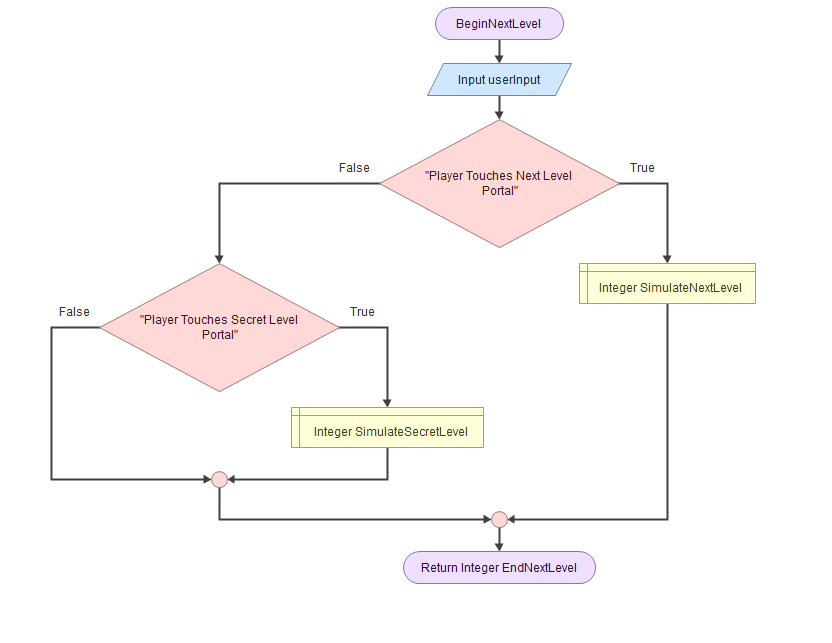 BeginNextLevel
Input userInput
False
True
"Player Touches Next Level
Portal"
Integer SimulateNextLevel
False
True
"Player Touches Secret Level
Portal"
Integer SimulateSecretLevel
Return Integer EndNextLevel